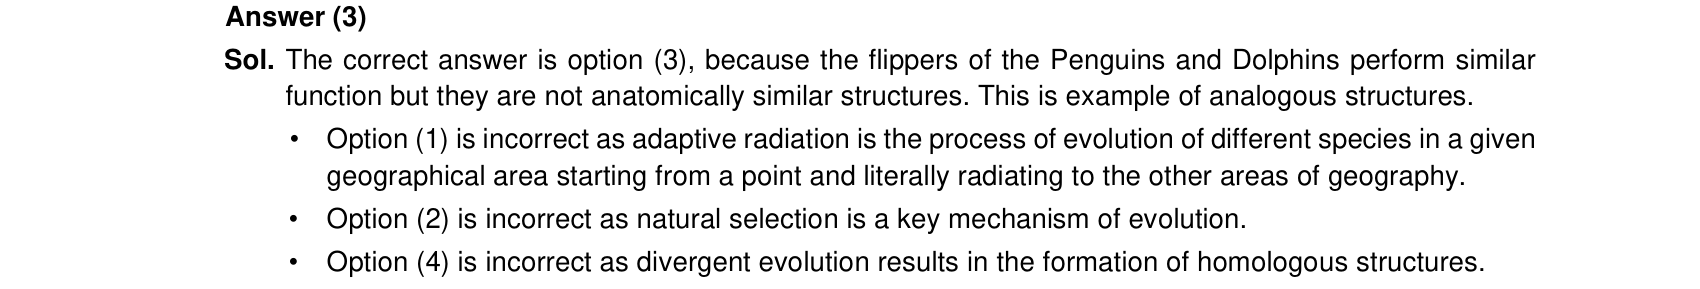 Answer (3)
Sol. The correct answer is option (3), because the flippers of the Penguins and Dolphins perform similar
function but they are not anatomically similar structures. This is example of analogous structures.
• Option (1) is incorrect as adaptive radiation is the process of evolution of different species in a given
geographical area starting from a point and literally radiating to the other areas of geography.
• Option (2) is incorrect as natural selection is a key mechanism of evolution.
• Option (4) is incorrect as divergent evolution results in the formation of homologous structures.